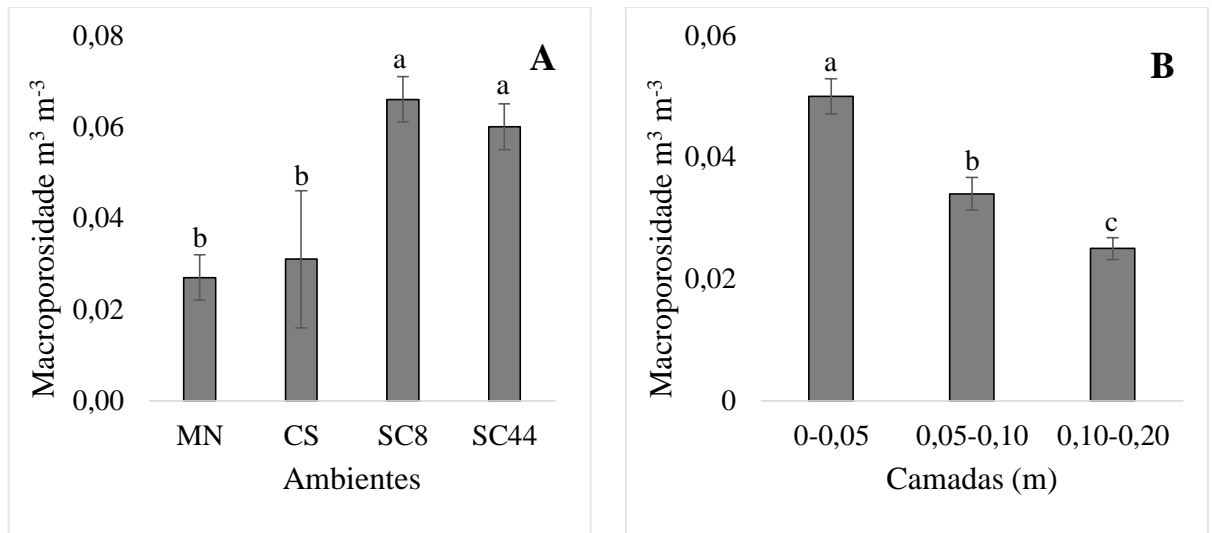 A
Macroporosidade m³ m⁻³
0,08
0,06
0,04
0,02
0,00
b
b
a
a
MN CS SC8 SC44
Ambientes
B
Macroporosidade m³ m⁻³
0,06
0,04
0,02
0
a
b
c
0-0,05 0,05-0,10 0,10-0,20
Camadas (m)